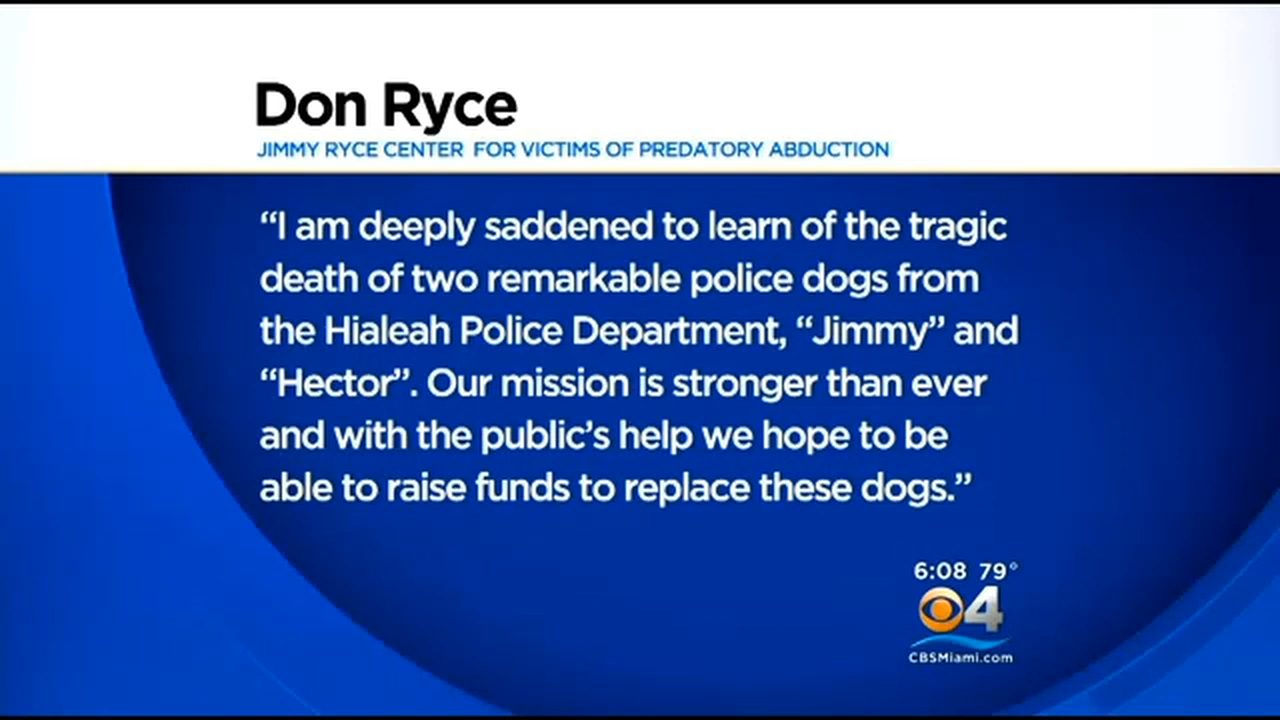 Don Ryce
JIMMY RYCE CENTER FOR VICTIMS OF PREDATORY ABDUCTION
“I am deeply saddened to learn of the tragic
death of two remarkable police dogs from
the Hialeah Police Department, “Jimmy” and
“Hector”. Our mission is stronger than ever
and with the public’s help we hope to be
able to raise funds to replace these dogs.”
6:08 79°
4
CBSMiami.com